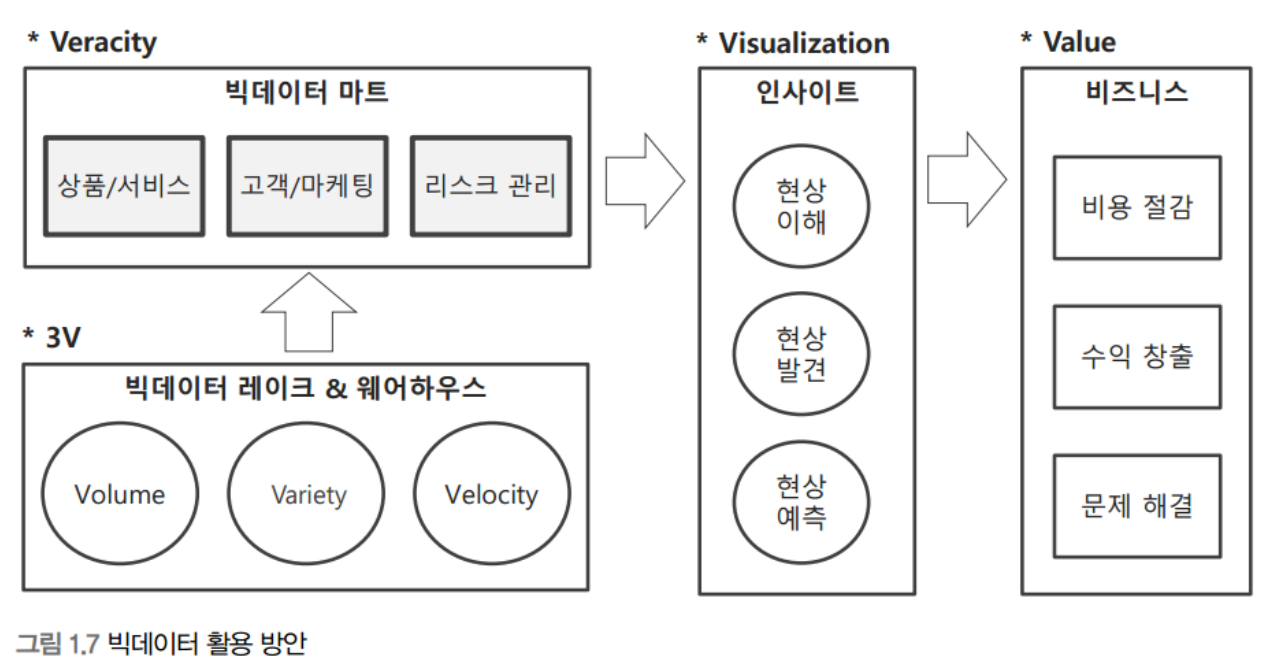 * Veracity
빅데이터 마트
상품/서비스
고객/마케팅
리스크 관리
* 3V
빅데이터 레이크 & 웨어하우스
Volume
Variety
Velocity
* Visualization
인사이트
현상
이해
현상
발견
현상
예측
* Value
비즈니스
비용 절감
수익 창출
문제 해결
그림 1.7 빅데이터 활용 방안